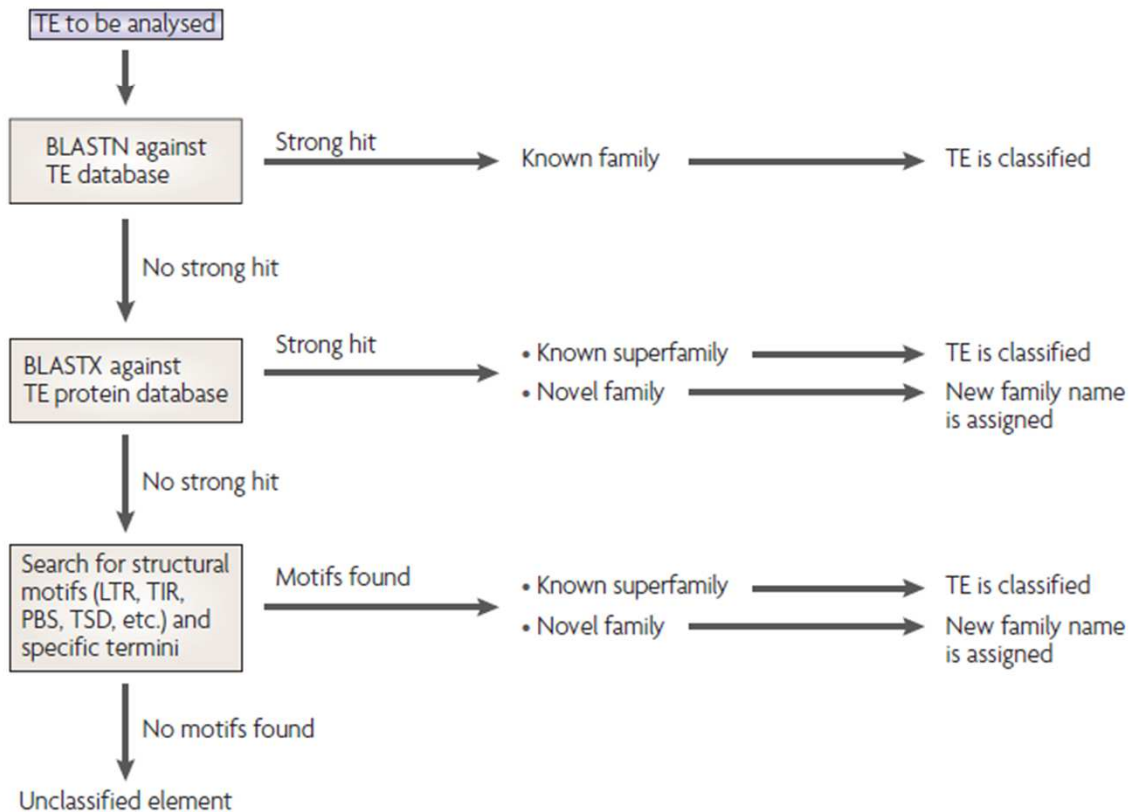 TE to be analysed
BLASTN against
TE database
Strong hit
Known family
TE is classified
No strong hit
BLASTX against
TE protein database
Strong hit
• Known superfamily
TE is classified
• Novel family
New family name
is assigned
No strong hit
Search for structural
motifs (LTR, TIR,
PBS, TSD, etc.) and
specific termini
Motifs found
• Known superfamily
TE is classified
• Novel family
New family name
is assigned
No motifs found
Unclassified element